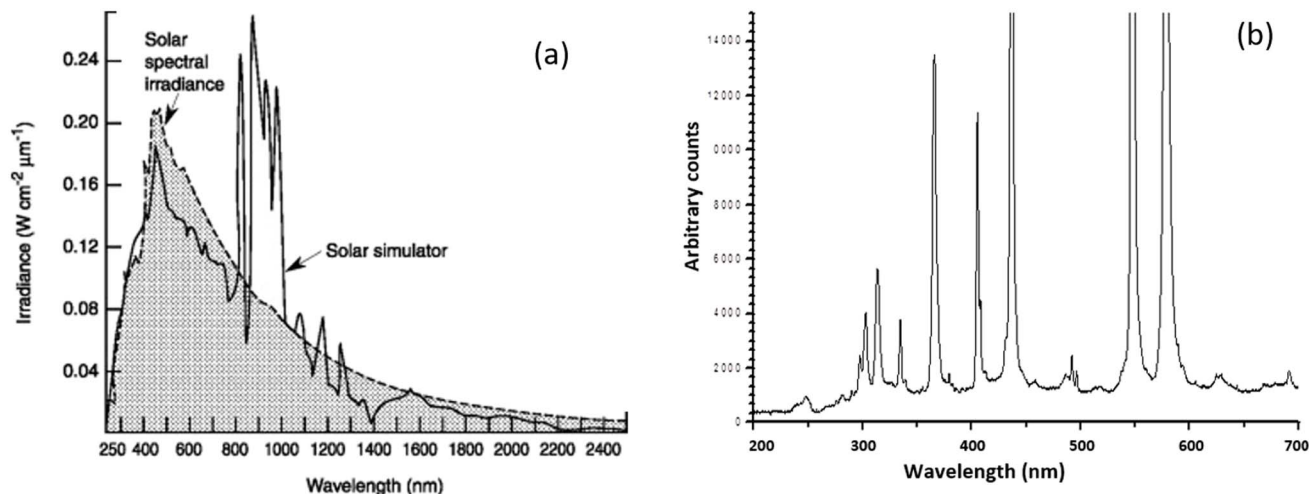 (a)
Solar
spectral
irradiance
Solar simulator
Irradiance (W cm⁻² μm⁻¹)
0.24
0.20
0.16
0.12
0.08
0.04
250 400 600 800 1000 1200 1400 1600 1800 2000 2200 2400
Wavelength (nm)
(b)
Arbitrary counts
14000
12000
10000
8000
6000
4000
2000
0
200 300 400 500 600 700
Wavelength (nm)